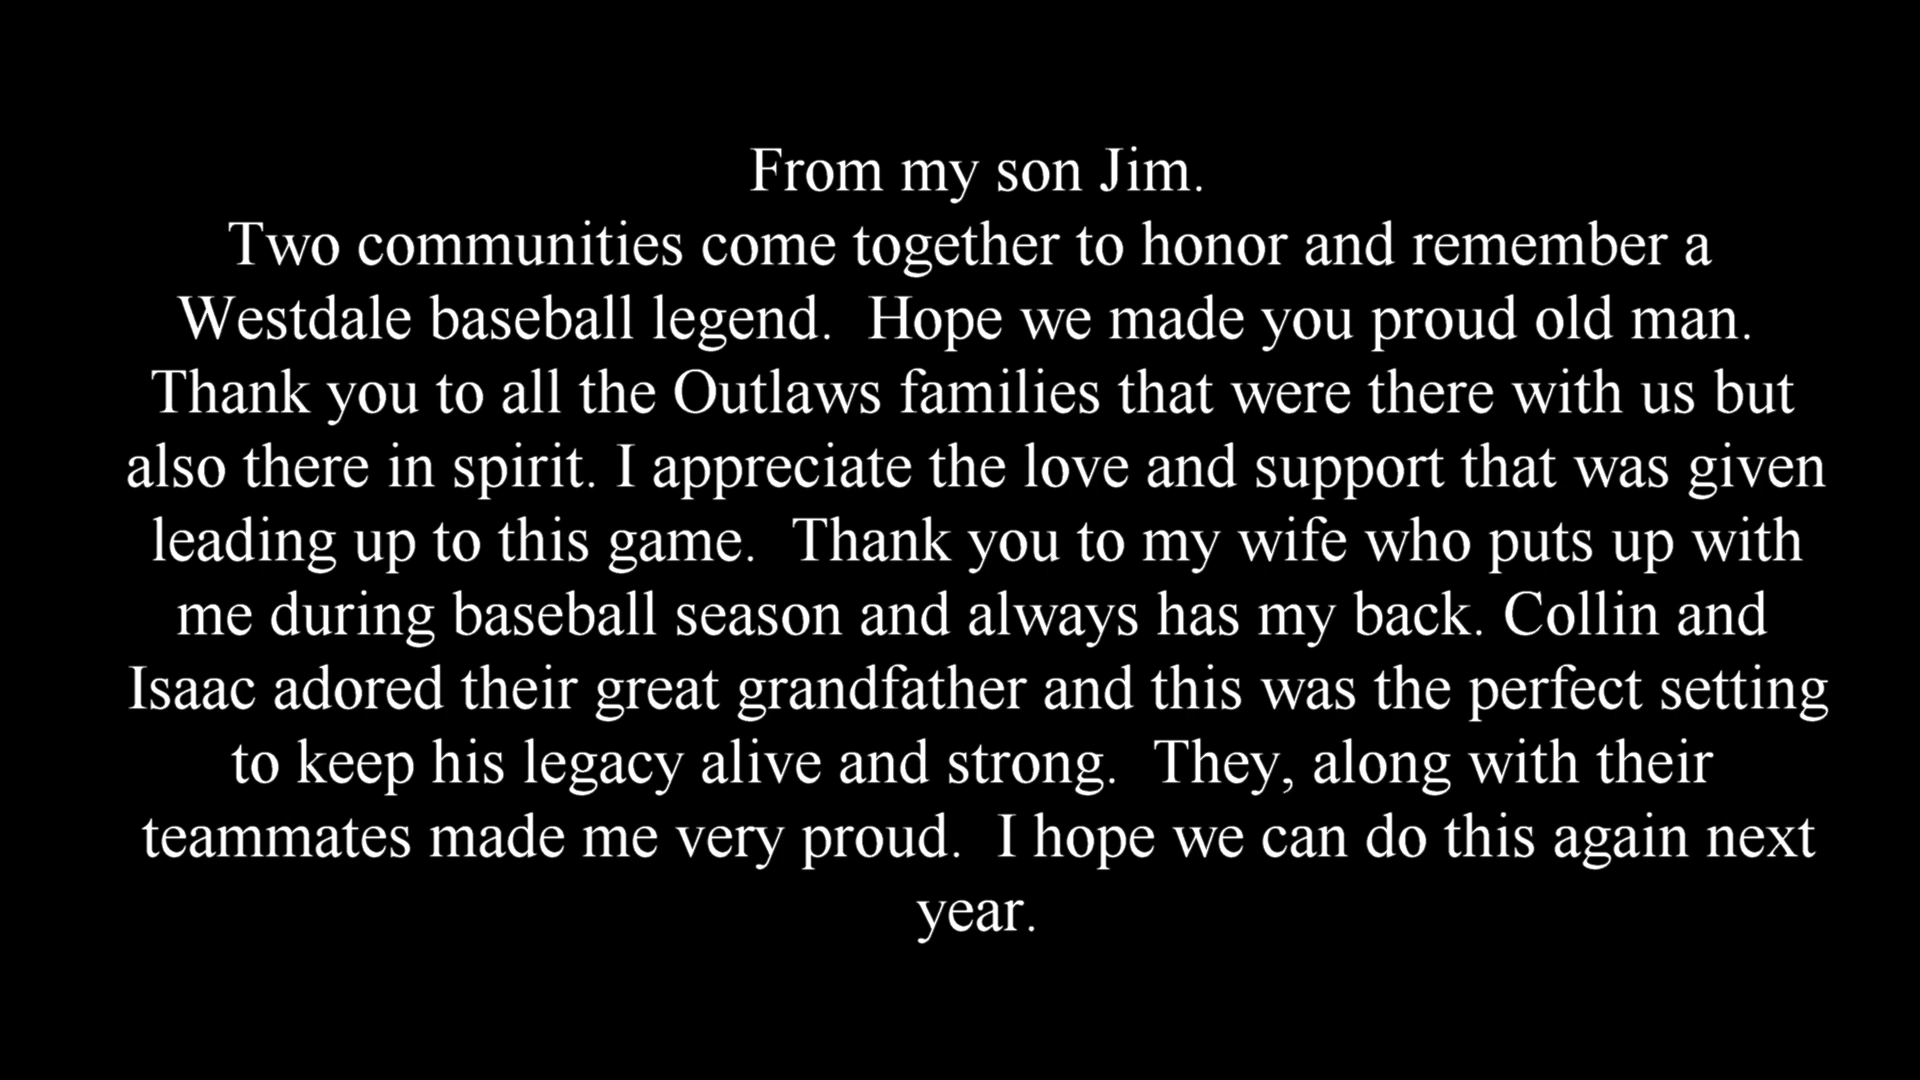 From my son Jim.
Two communities come together to honor and remember a
Westdale baseball legend.  Hope we made you proud old man.
Thank you to all the Outlaws families that were there with us but
also there in spirit. I appreciate the love and support that was given
leading up to this game.  Thank you to my wife who puts up with
me during baseball season and always has my back. Collin and
Isaac adored their great grandfather and this was the perfect setting
to keep his legacy alive and strong.  They, along with their
teammates made me very proud.  I hope we can do this again next
year.